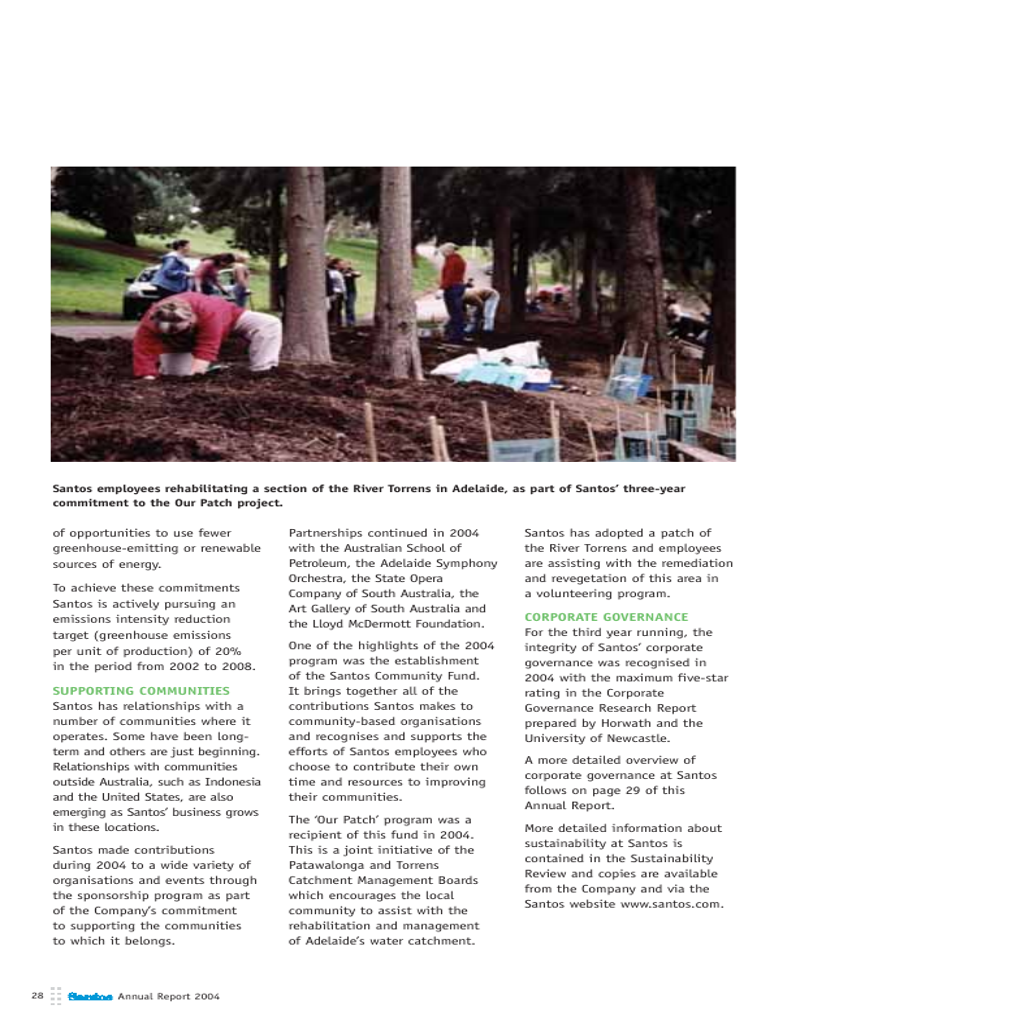 Santos employees rehabilitating a section of the River Torrens in Adelaide, as part of Santos' three-year
commitment to the Our Patch project.
of opportunities to use fewer
greenhouse-emitting or renewable
sources of energy.
To achieve these commitments
Santos is actively pursuing an
emissions intensity reduction
target (greenhouse emissions
per unit of production) of 20%
in the period from 2002 to 2008.
SUPPORTING COMMUNITIES
Santos has relationships with a
number of communities where it
operates. Some have been long-
term and others are just beginning.
Relationships with communities
outside Australia, such as Indonesia
and the United States, are also
emerging as Santos' business grows
in these locations.
Santos made contributions
during 2004 to a wide variety of
organisations and events through
the sponsorship program as part
of the Company's commitment
to supporting the communities
to which it belongs.
Partnerships continued in 2004
with the Australian School of
Petroleum, the Adelaide Symphony
Orchestra, the State Opera
Company of South Australia, the
Art Gallery of South Australia and
the Lloyd McDermott Foundation.
One of the highlights of the 2004
program was the establishment
of the Santos Community Fund.
It brings together all of the
contributions Santos makes to
community-based organisations
and recognises and supports the
efforts of Santos employees who
choose to contribute their own
time and resources to improving
their communities.
The 'Our Patch' program was a
recipient of this fund in 2004.
This is a joint initiative of the
Patawalonga and Torrens
Catchment Management Boards
which encourages the local
community to assist with the
rehabilitation and management
of Adelaide's water catchment.
Santos has adopted a patch of
the River Torrens and employees
are assisting with the remediation
and revegetation of this area in
a volunteering program.
CORPORATE GOVERNANCE
For the third year running, the
integrity of Santos' corporate
governance was recognised in
2004 with the maximum five-star
rating in the Corporate
Governance Research Report
prepared by Horwath and the
University of Newcastle.
A more detailed overview of
corporate governance at Santos
follows on page 29 of this
Annual Report.
More detailed information about
sustainability at Santos is
contained in the Sustainability
Review and copies are available
from the Company and via the
Santos website www.santos.com.
28 Santos Annual Report 2004